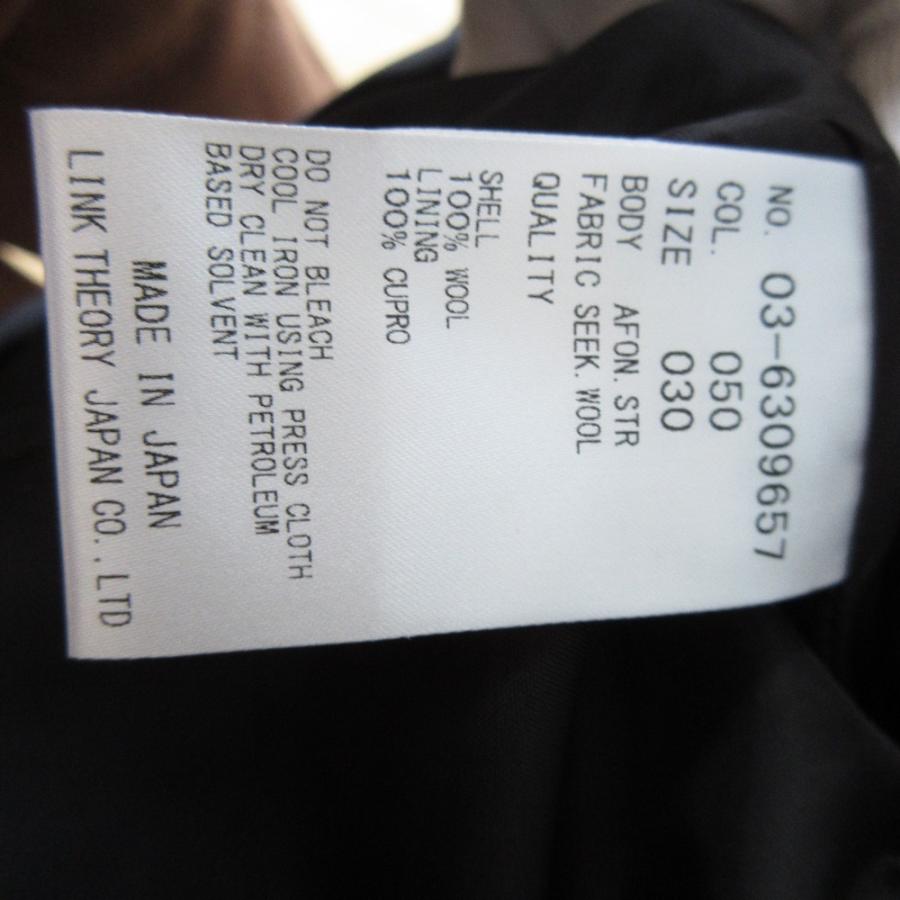 NO. 03-6309657
COL. 050
SIZE 030
BODY AFON.STR
FABRIC SEEK.WOOL
QUALITY
SHELL
100% WOOL
LINING
100% CUPRO
DO NOT BLEACH
COOL IRON USING PRESS CLOTH
DRY CLEAN WITH PETROLEUM
BASED SOLVENT
MADE IN JAPAN
LINK THEORY JAPAN CO.,LTD